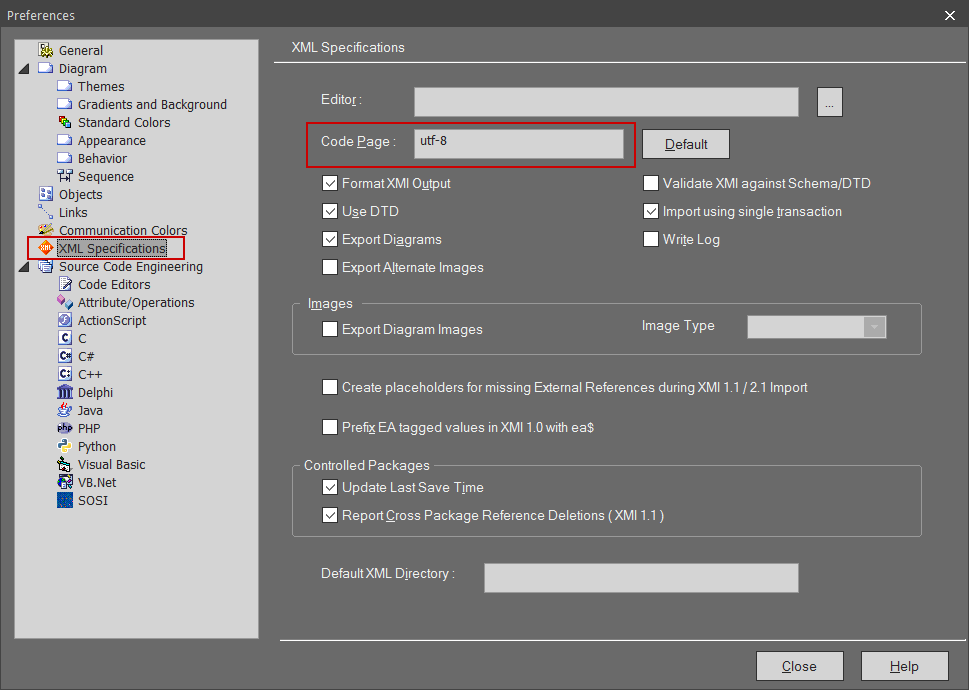 Preferences
General
Diagram
Themes
Gradients and Background
Standard Colors
Appearance
Behavior
Sequence
Objects
Links
Communication Colors
XML Specifications
Source Code Engineering
Code Editors
Attribute/Operations
ActionScript
C
C#
C++
Delphi
Java
PHP
Python
Visual Basic
VB.Net
SOSI
XML Specifications
Editor :
...
Code Page : utf-8 Default
Format XMI Output Validate XMI against Schema/DTD
Use DTD Import using single transaction
Export Diagrams Write Log
Export Alternate Images
Images
Export Diagram Images Image Type
Create placeholders for missing External References during XMI 1.1 / 2.1 Import
Prefix EA tagged values in XMI 1.0 with ea$
Controlled Packages
Update Last Save Time
Report Cross Package Reference Deletions ( XMI 1.1 )
Default XML Directory :
Close Help